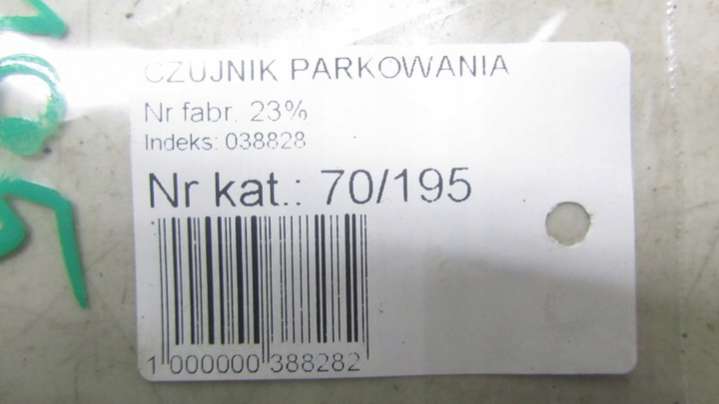 CZUJNIK PARKOWANIA
Nr fabr. 23%
Indeks: 038828
Nr kat.: 70/195
1 000000 388282